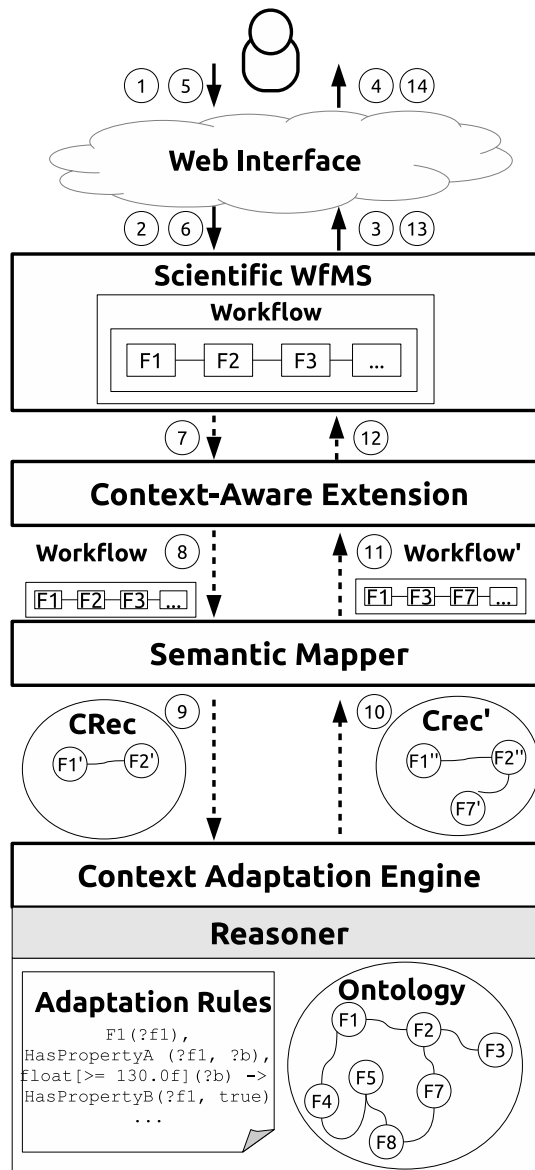 1 5 4 14
Web Interface
2 6 3 13
Scientific WfMS
Workflow
F1 F2 F3 ...
7 12
Context-Aware Extension
Workflow 8 11 Workflow'
F1 F2 F3 ... F1 F3 F7 ...
Semantic Mapper
CRec 9 10 Crec'
F1' F2' F1'' F2''
F7'
Context Adaptation Engine
Reasoner
Adaptation Rules
F1(?f1),
HasPropertyA (?f1, ?b),
float[>= 130.0f](?b) ->
HasPropertyB(?f1, true)
...
Ontology
F1 F2
F3
F5
F4 F7
F8